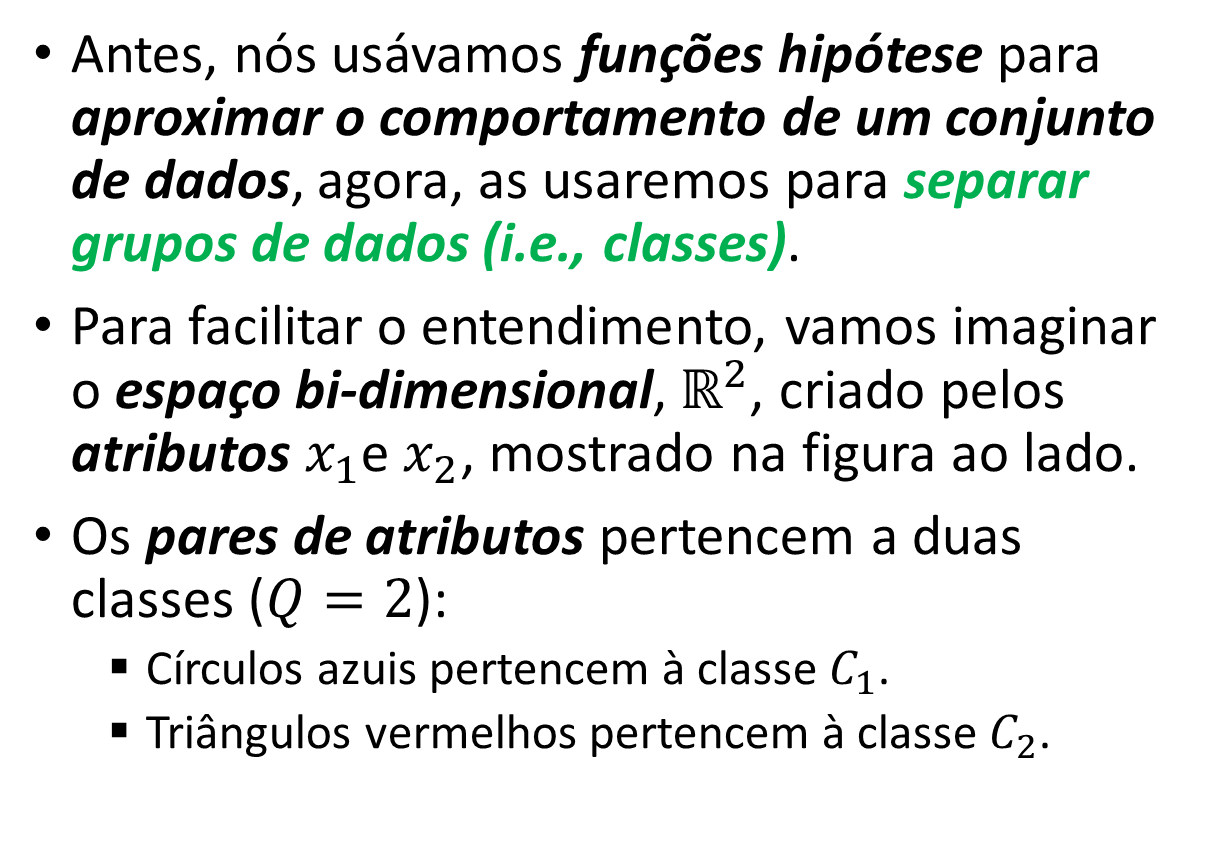 • Antes, nós usávamos funções hipótese para
aproximar o comportamento de um conjunto
de dados, agora, as usaremos para separar
grupos de dados (i.e., classes).
• Para facilitar o entendimento, vamos imaginar
o espaço bi-dimensional, ℝ², criado pelos
atributos 𝑥₁e 𝑥₂, mostrado na figura ao lado.
• Os pares de atributos pertencem a duas
classes (𝑄 = 2):
▪ Círculos azuis pertencem à classe 𝐶₁.
▪ Triângulos vermelhos pertencem à classe 𝐶₂.